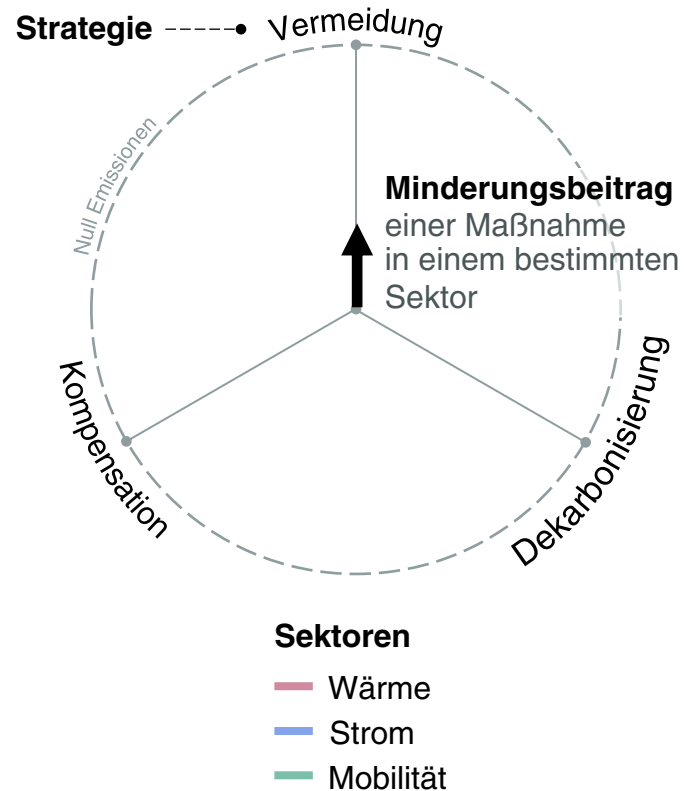 Strategie
Vermeidung
Null Emissionen
Minderungsbeitrag
einer Maßnahme
in einem bestimmten
Sektor
Kompensation
Dekarbonisierung
Sektoren
Wärme
Strom
Mobilität